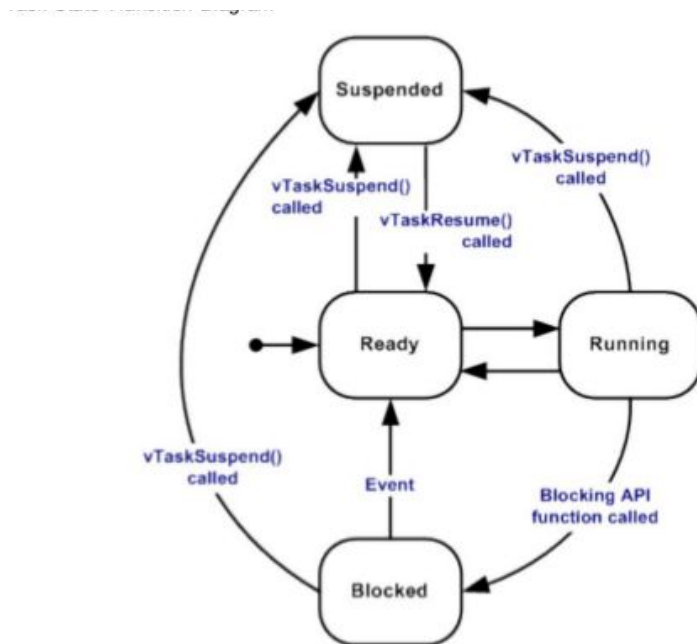 Suspended
vTaskSuspend()
called
vTaskSuspend()
called
vTaskResume()
called
Ready
Running
vTaskSuspend()
called
Event
Blocking API
function called
Blocked